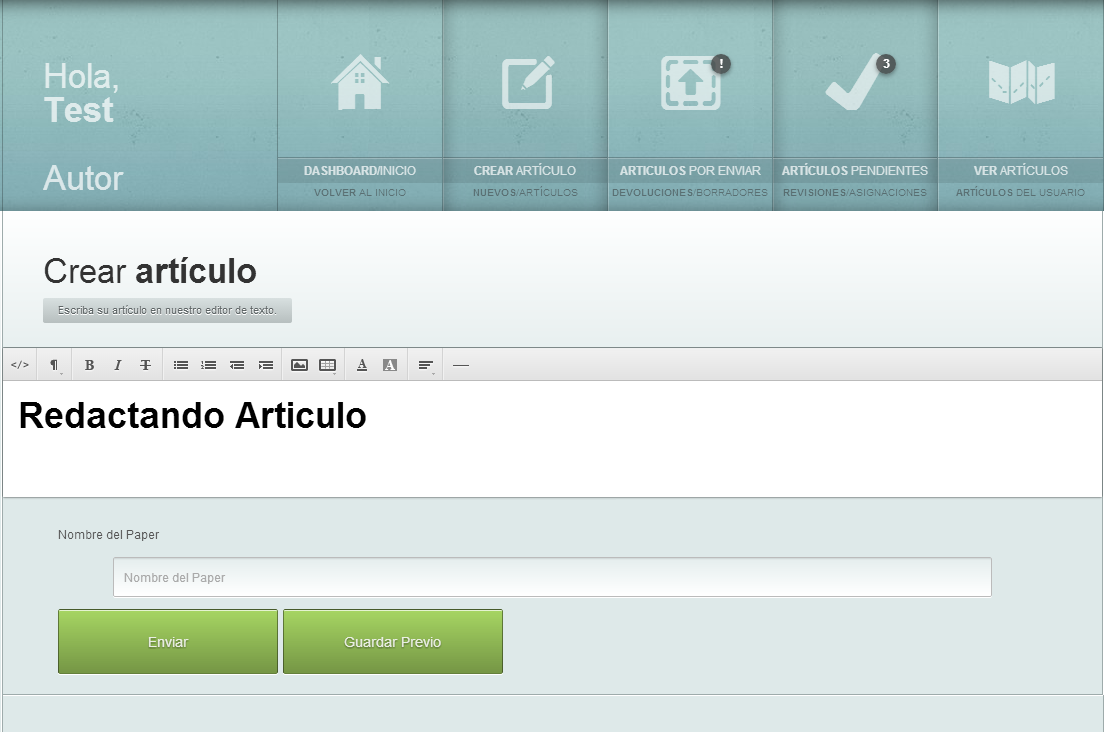 Hola,
Test
Autor
!
3
DASHBOARD/INICIO
VOLVER AL INICIO
CREAR ARTÍCULO
NUEVOS/ARTÍCULOS
ARTICULOS POR ENVIAR
DEVOLUCIONES/BORRADORES
ARTÍCULOS PENDIENTES
REVISIONES/ASIGNACIONES
VER ARTÍCULOS
ARTÍCULOS DEL USUARIO
Crear artículo
Escriba su artículo en nuestro editor de texto.
</> ¶ B I T A A
Redactando Articulo
Nombre del Paper
Nombre del Paper
Enviar
Guardar Previo